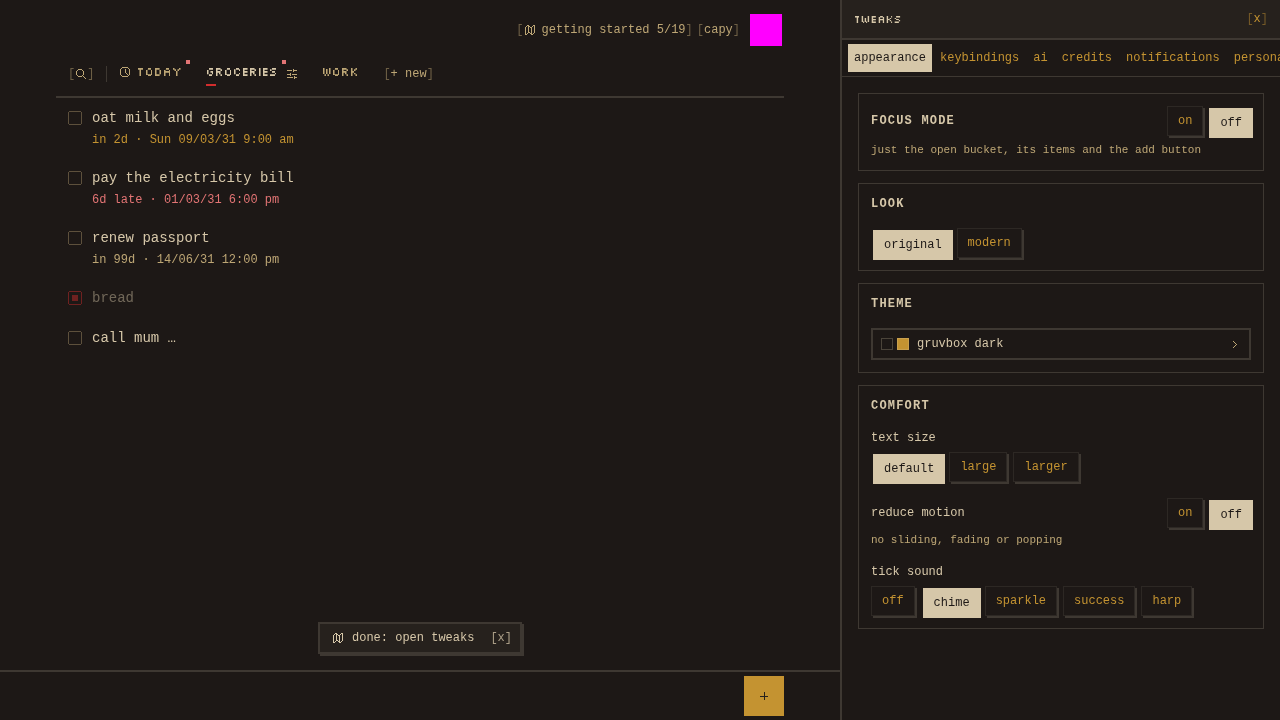 [getting started 5/19] [capy]
TODAY GROCERIES WORK [+ new]
oat milk and eggs
in 2d · Sun 09/03/31 9:00 am
pay the electricity bill
6d late · 01/03/31 6:00 pm
renew passport
in 99d · 14/06/31 12:00 pm
bread
call mum …
done: open tweaks [x]
+
TWEAKS [x]
appearance keybindings ai credits notifications persona
FOCUS MODE on off
just the open bucket, its items and the add button
LOOK
original modern
THEME
gruvbox dark
COMFORT
text size
default large larger
reduce motion on off
no sliding, fading or popping
tick sound
off chime sparkle success harp